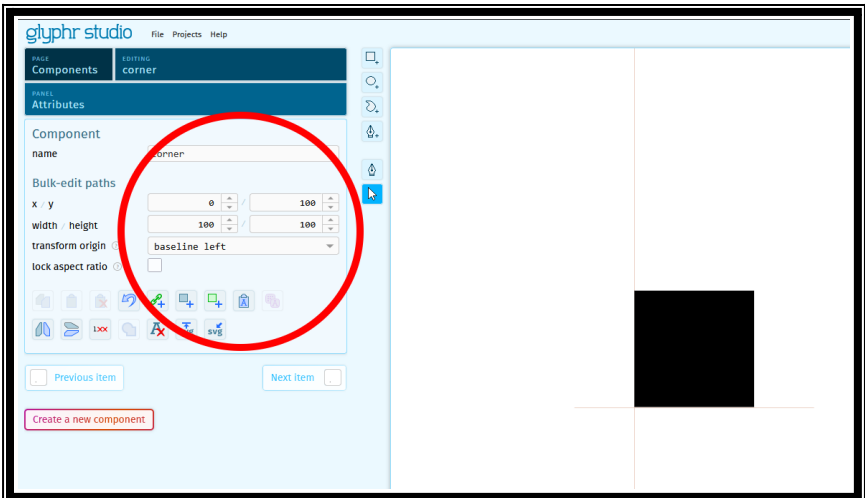 glyphr studio File Projects Help
PAGE EDITING
Components corner
PANEL
Attributes
Component
name corner
Bulk-edit paths
x / y 0 / 100
width / height 100 / 100
transform origin baseline left
lock aspect ratio
1xx svg
Previous item Next item
Create a new component